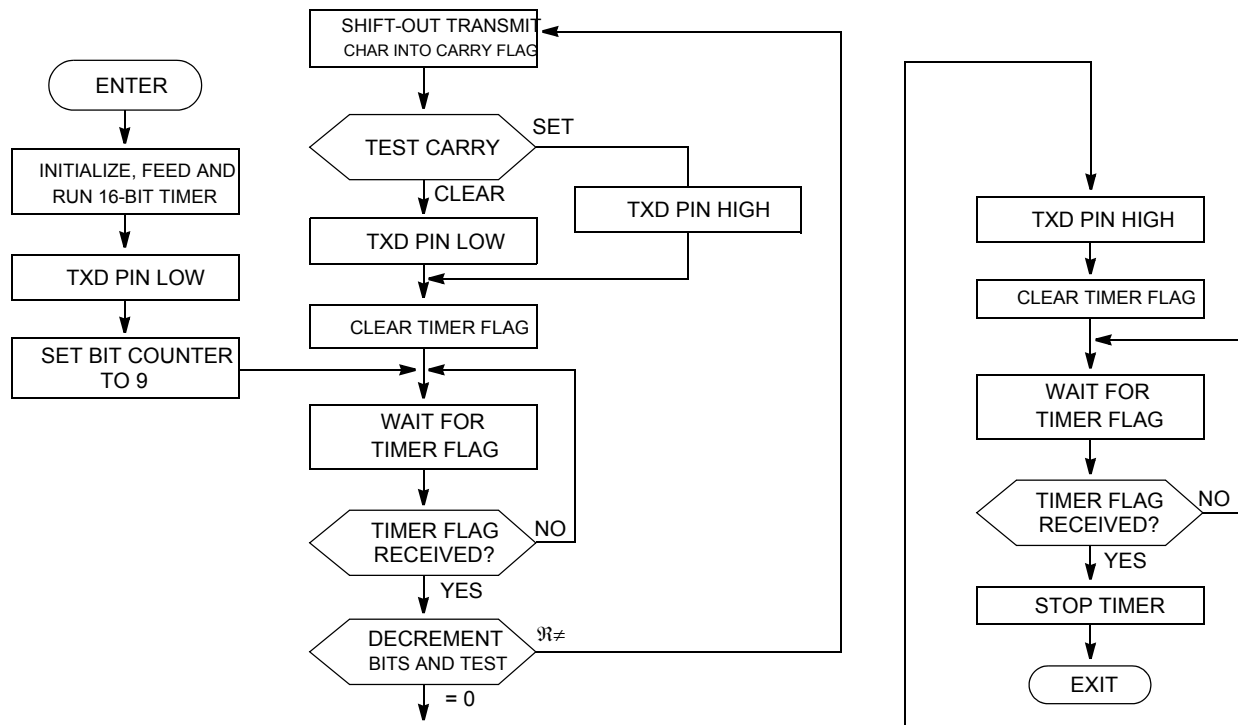 ENTER
INITIALIZE, FEED AND
RUN 16-BIT TIMER
TXD PIN LOW
SET BIT COUNTER
TO 9
SHIFT-OUT TRANSMIT
CHAR INTO CARRY FLAG
TEST CARRY
SET
CLEAR
TXD PIN HIGH
TXD PIN LOW
CLEAR TIMER FLAG
WAIT FOR
TIMER FLAG
TIMER FLAG
RECEIVED?
NO
YES
DECREMENT
BITS AND TEST
ℜ≠
= 0
TXD PIN HIGH
CLEAR TIMER FLAG
WAIT FOR
TIMER FLAG
TIMER FLAG
RECEIVED?
NO
YES
STOP TIMER
EXIT